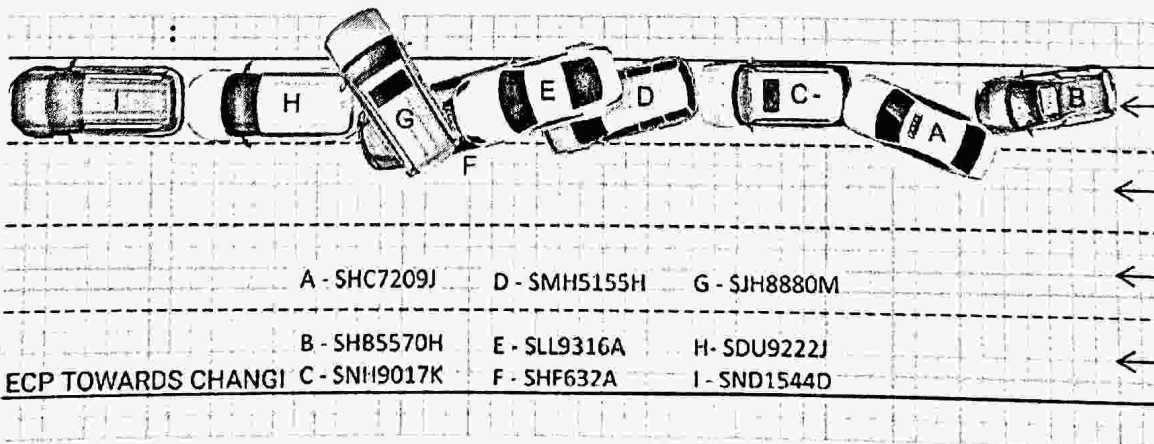 I
H
G
F
E
D
C-
A
B
A - SHC7209J D - SMH5155H G - SJH8880M
B - SHB5570H E - SLL9316A H- SDU9222J
ECP TOWARDS CHANGI C - SNH9017K F - SHF632A I - SND1544D